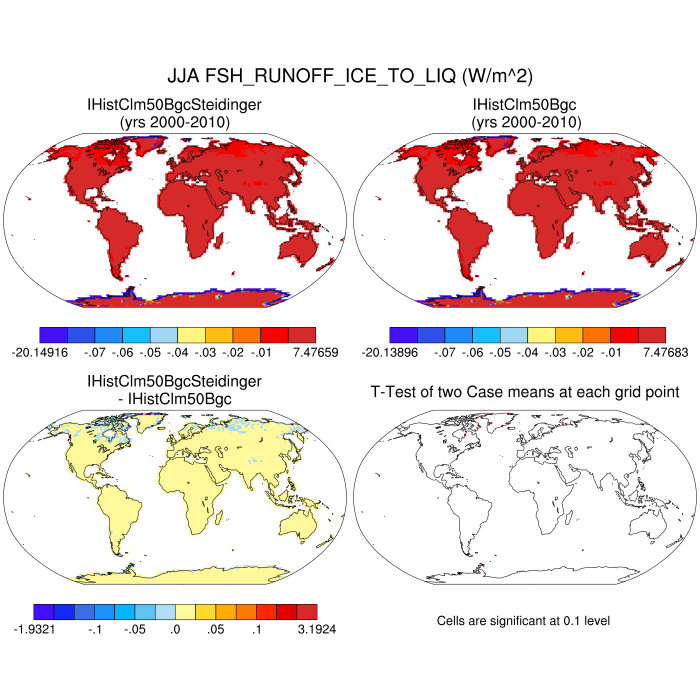 JJA FSH_RUNOFF_ICE_TO_LIQ (W/m^2)
IHistClm50BgcSteidinger
(yrs 2000-2010)
IHistClm50Bgc
(yrs 2000-2010)
-20.14916 -.07 -.06 -.05 -.04 -.03 -.02 -.01 7.47659
-20.13896 -.07 -.06 -.05 -.04 -.03 -.02 -.01 7.47683
IHistClm50BgcSteidinger
- IHistClm50Bgc
T-Test of two Case means at each grid point
-1.9321 -.1 -.05 .0 .05 .1 3.1924
Cells are significant at 0.1 level